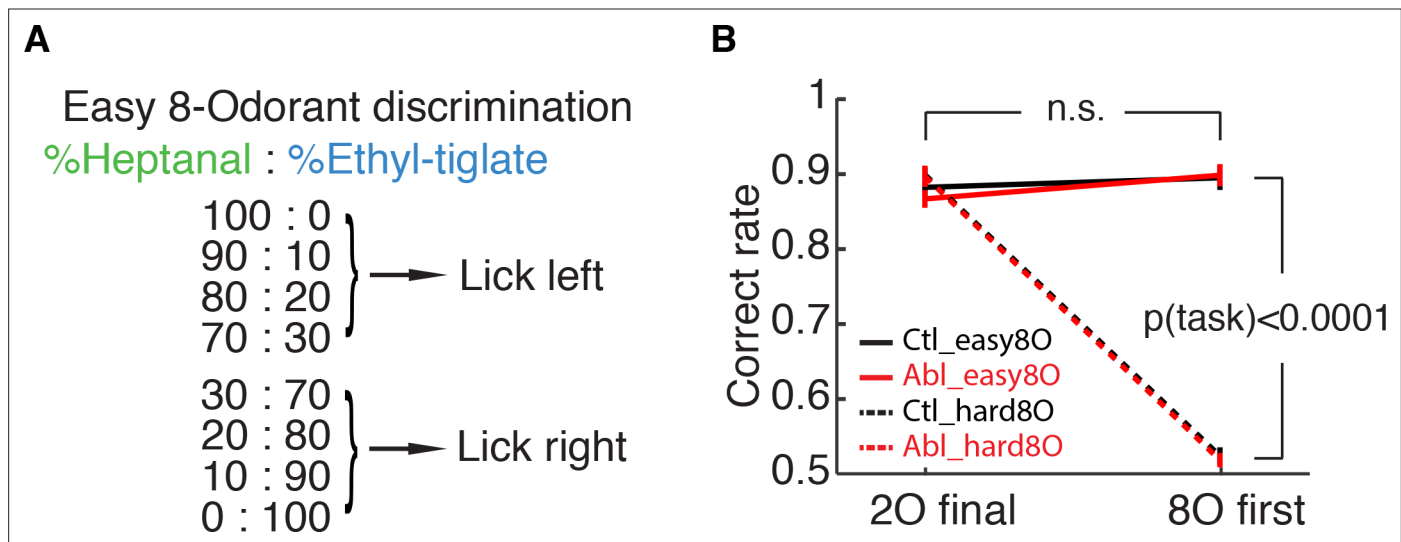 A
Easy 8-Odorant discrimination
%Heptanal : %Ethyl-tiglate
100 : 0
90 : 10
80 : 20
70 : 30
Lick left
30 : 70
20 : 80
10 : 90
0 : 100
Lick right
B
Correct rate
1
0.9
0.8
0.7
0.6
0.5
n.s.
p(task)<0.0001
Ctl_easy8O
Abl_easy8O
Ctl_hard8O
Abl_hard8O
2O final
8O first